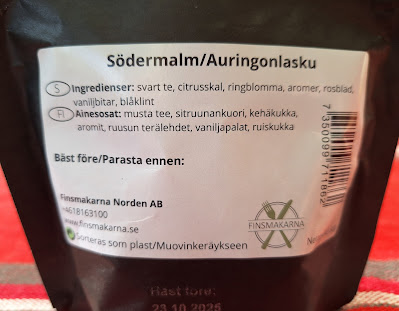 Södermalm/Auringonlasku
S Ingredienser: svart te, citrusskal, ringblomma, aromer, rosblad,
vaniljbitar, blåklint
FI Ainesosat: musta tee, sitruunankuori, kehäkukka,
aromit, ruusun terälehdet, vaniljapalat, ruiskukka
Bäst före/Parasta ennen:
Finsmakarna Norden AB
+4618163100
www.finsmakarna.se
Sorteras som plast/Muovinkeräykseen
FINSMAKARNA
7350099711862
Bäst före:
23.10.2025